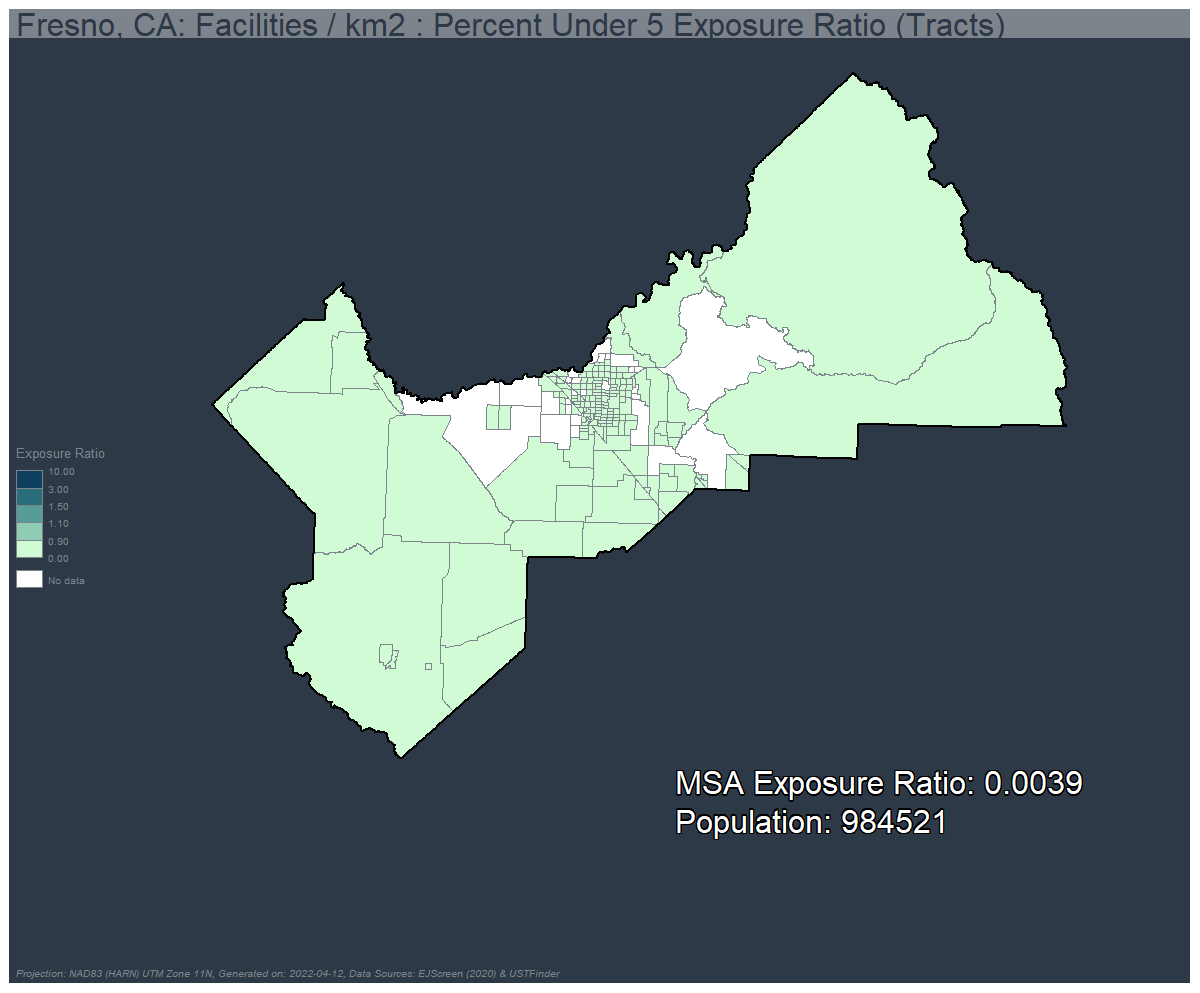 Fresno, CA: Facilities / km2 : Percent Under 5 Exposure Ratio (Tracts)
Exposure Ratio
10.00
3.00
1.50
1.10
0.90
0.00
No data
MSA Exposure Ratio: 0.0039
Population: 984521
Projection: NAD83 (HARN) UTM Zone 11N, Generated on: 2022-04-12, Data Sources: EJScreen (2020) & USTFinder